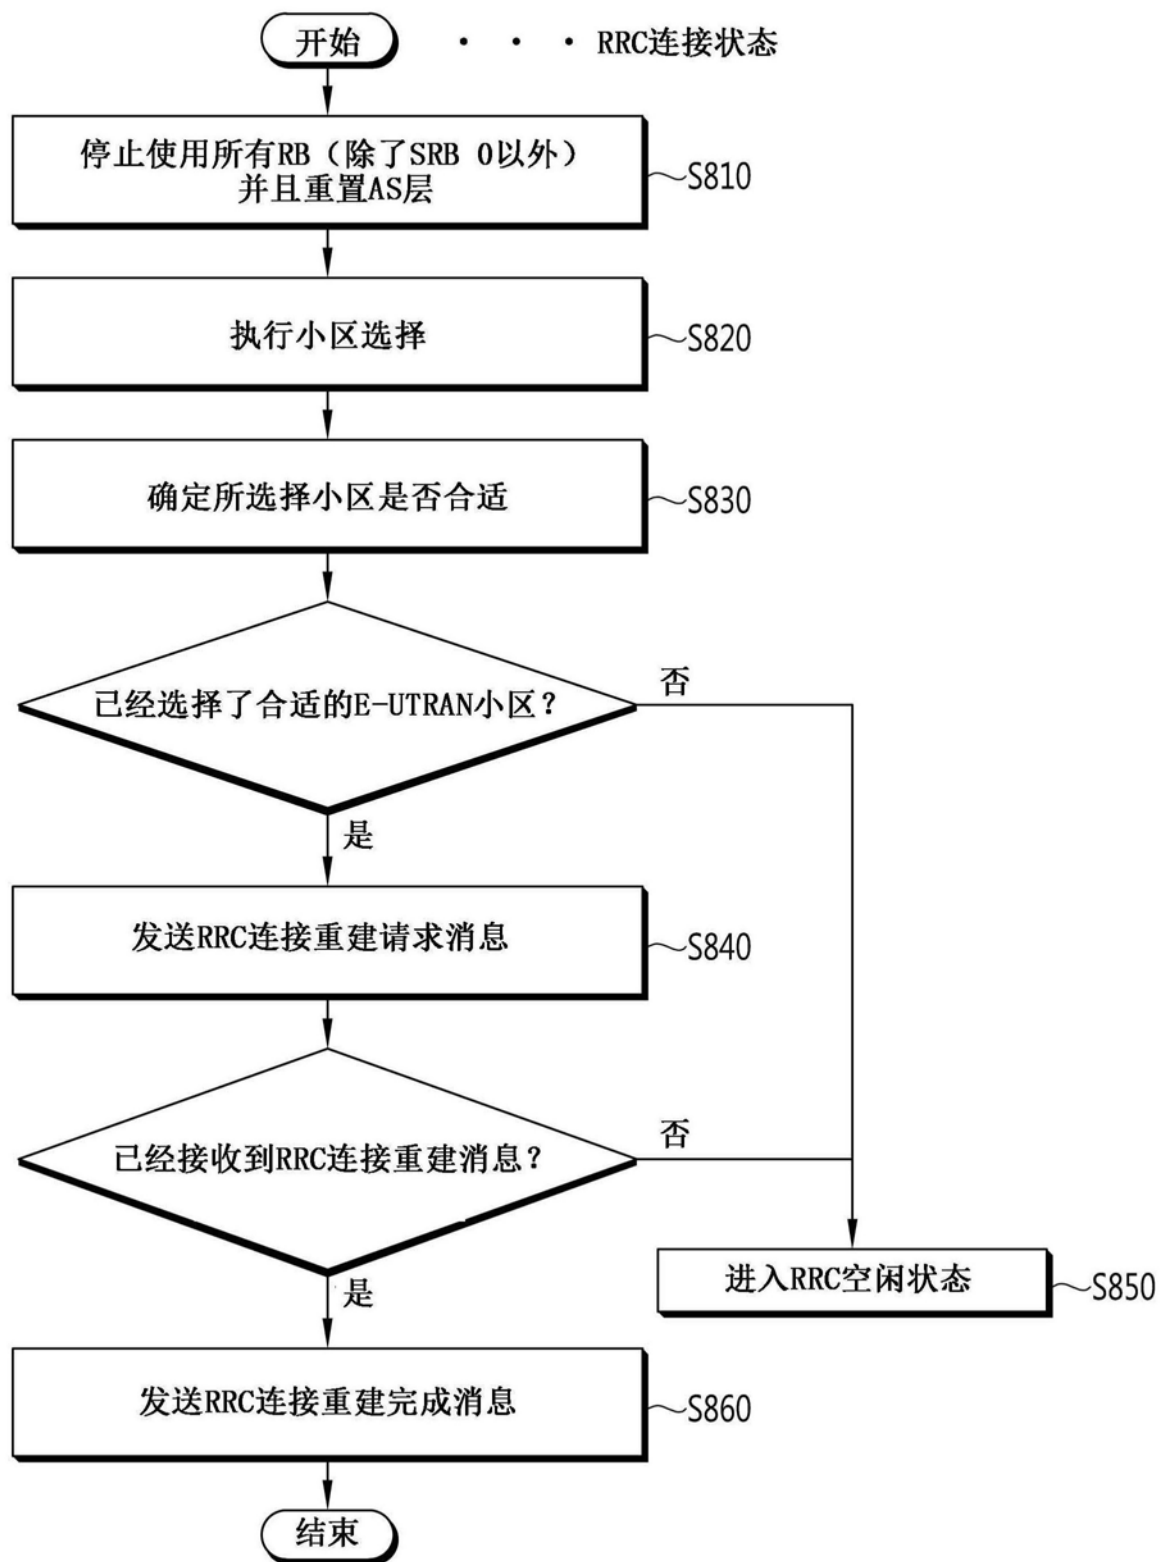 开始 · · · RRC连接状态
停止使用所有RB（除了SRB 0以外）
并且重置AS层
S810
执行小区选择
S820
确定所选择小区是否合适
S830
已经选择了合适的E-UTRAN小区？
否
是
发送RRC连接重建请求消息
S840
已经接收到RRC连接重建消息？
否
是
进入RRC空闲状态
S850
发送RRC连接重建完成消息
S860
结束